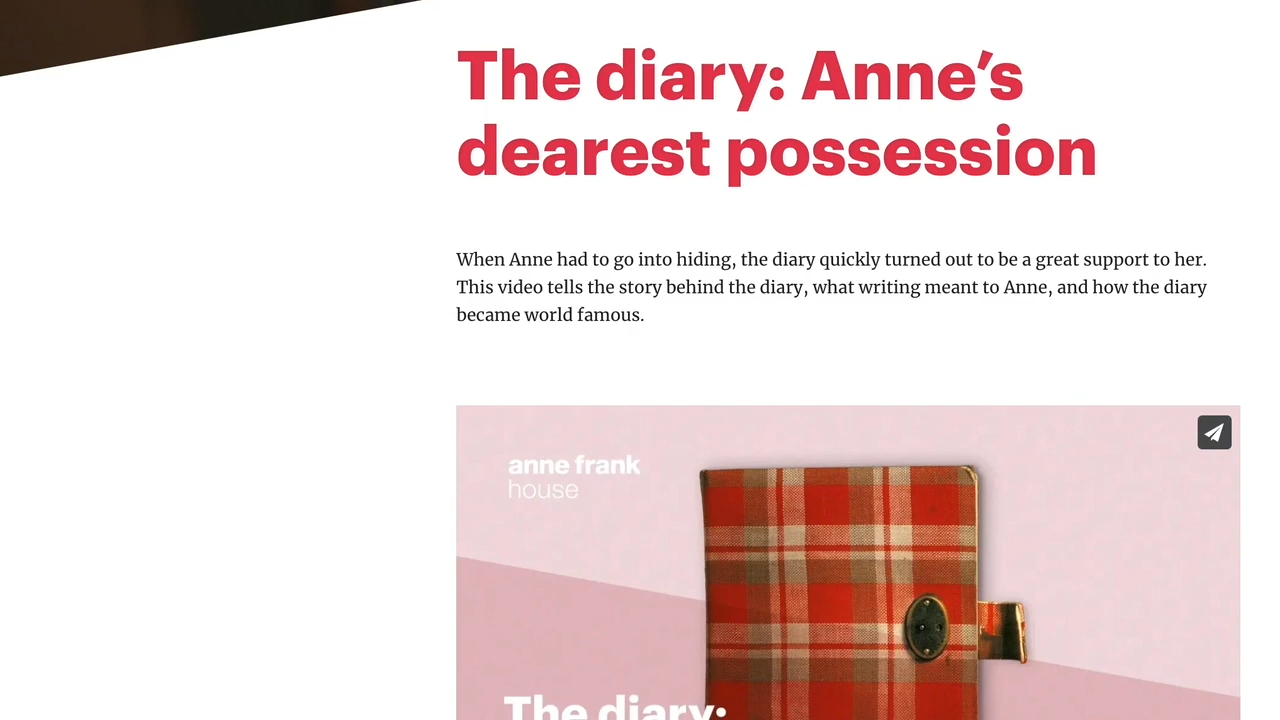 The diary: Anne’s
dearest possession
When Anne had to go into hiding, the diary quickly turned out to be a great support to her.
This video tells the story behind the diary, what writing meant to Anne, and how the diary
became world famous.
anne frank
house
The diary: